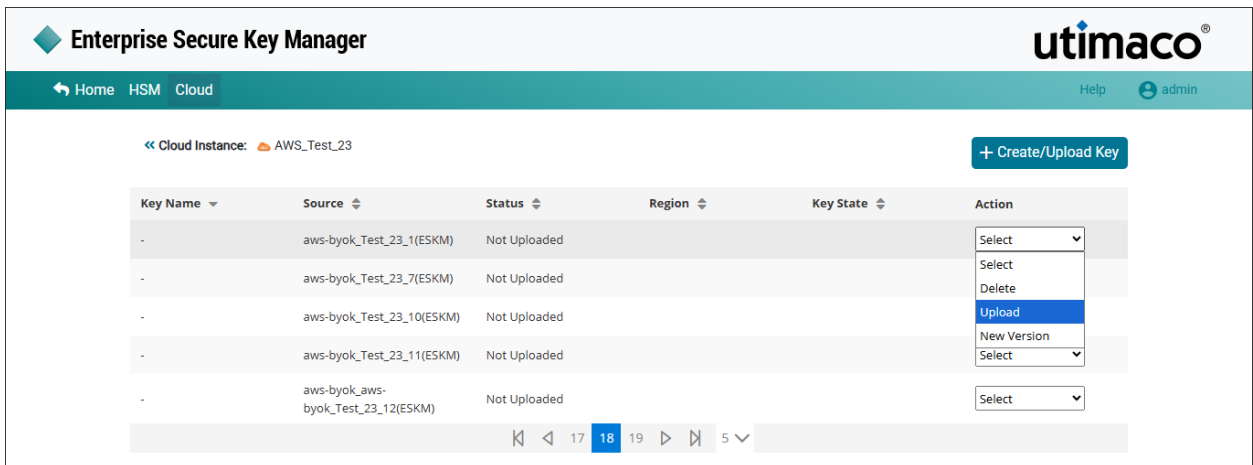 Enterprise Secure Key Manager
utimaco®
Home HSM Cloud Help admin
« Cloud Instance: AWS_Test_23
+ Create/Upload Key
Key Name Source Status Region Key State Action
- aws-byok_Test_23_1(ESKM) Not Uploaded Select
Select
- aws-byok_Test_23_7(ESKM) Not Uploaded
Delete
- aws-byok_Test_23_10(ESKM) Not Uploaded Upload
New Version
- aws-byok_Test_23_11(ESKM) Not Uploaded Select
- aws-byok_aws-
byok_Test_23_12(ESKM) Not Uploaded Select
17 18 19 5